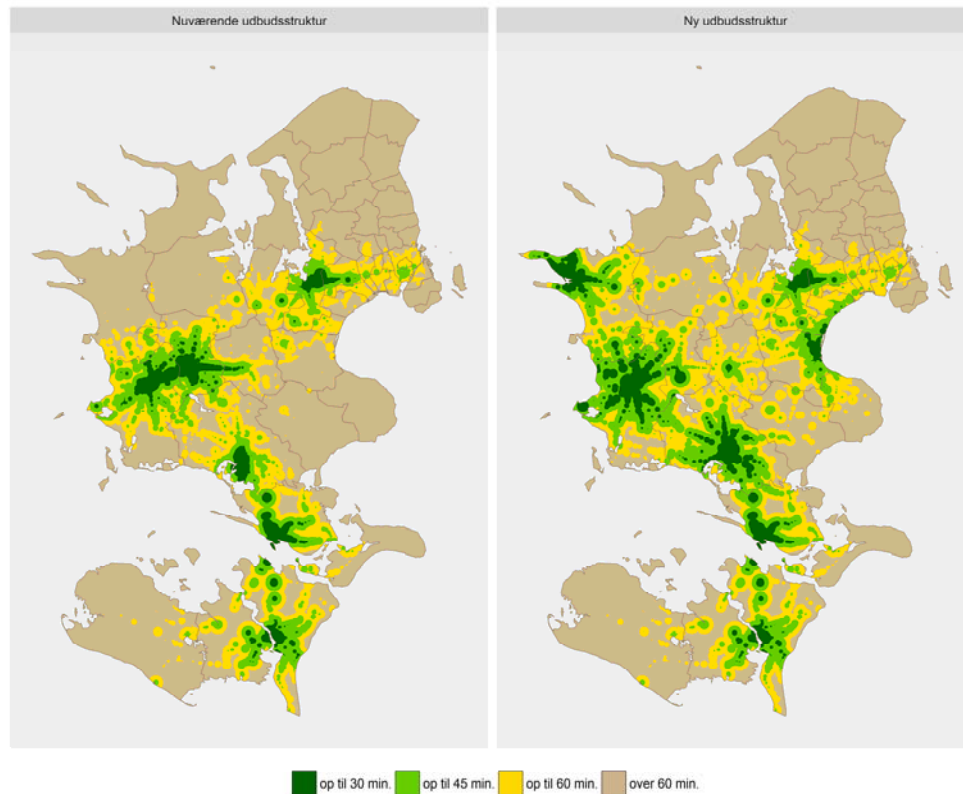 Nuværende udbudsstruktur
Ny udbudsstruktur
op til 30 min. op til 45 min. op til 60 min. over 60 min.